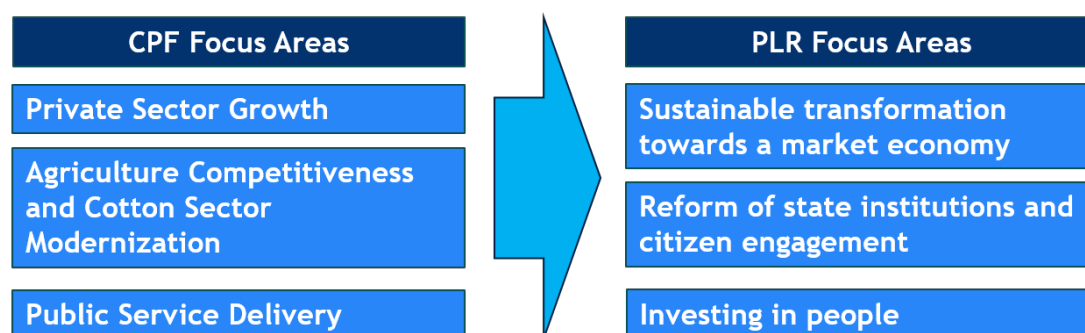 CPF Focus Areas
Private Sector Growth
Agriculture Competitiveness
and Cotton Sector
Modernization
Public Service Delivery
PLR Focus Areas
Sustainable transformation
towards a market economy
Reform of state institutions and
citizen engagement
Investing in people